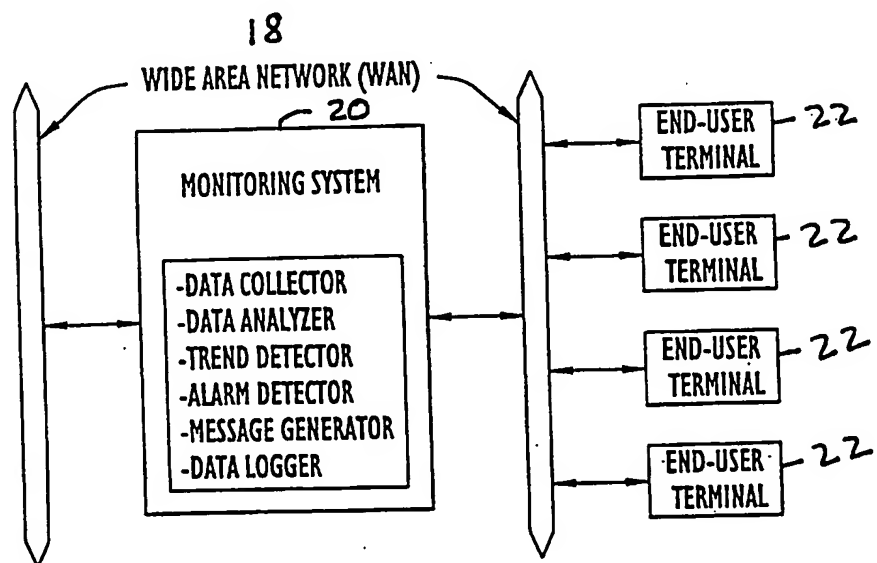 18
WIDE AREA NETWORK (WAN)
20
MONITORING SYSTEM
-DATA COLLECTOR
-DATA ANALYZER
-TREND DETECTOR
-ALARM DETECTOR
-MESSAGE GENERATOR
-DATA LOGGER
END-USER
TERMINAL
22
END-USER
TERMINAL
22
END-USER
TERMINAL
22
END-USER
TERMINAL
22